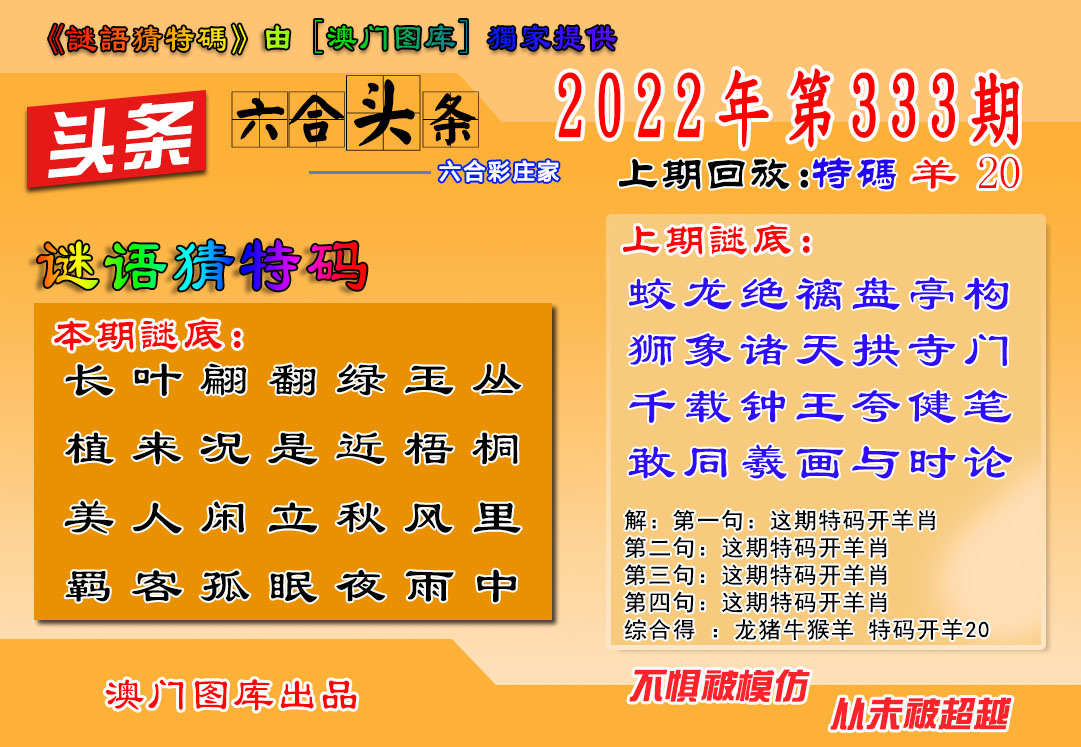 《謎語猜特碼》由［澳门图库］獨家提供
头条
六合头条
六合彩庄家
2022年第333期
上期回放:特碼 羊 20
谜语猜特码
本期謎底：
长叶翩翻绿玉丛
植来况是近梧桐
美人闲立秋风里
羁客孤眠夜雨中
上期謎底：
蛟龙绝褵盘亭构
狮象诸天拱寺门
千载钟王夸健笔
敢同羲画与时论
解：第一句：这期特码开羊肖
第二句：这期特码开羊肖
第三句：这期特码开羊肖
第四句：这期特码开羊肖
综合得 ：龙猪牛猴羊 特码开羊20
澳门图库出品
不惧被模仿
从未被超越